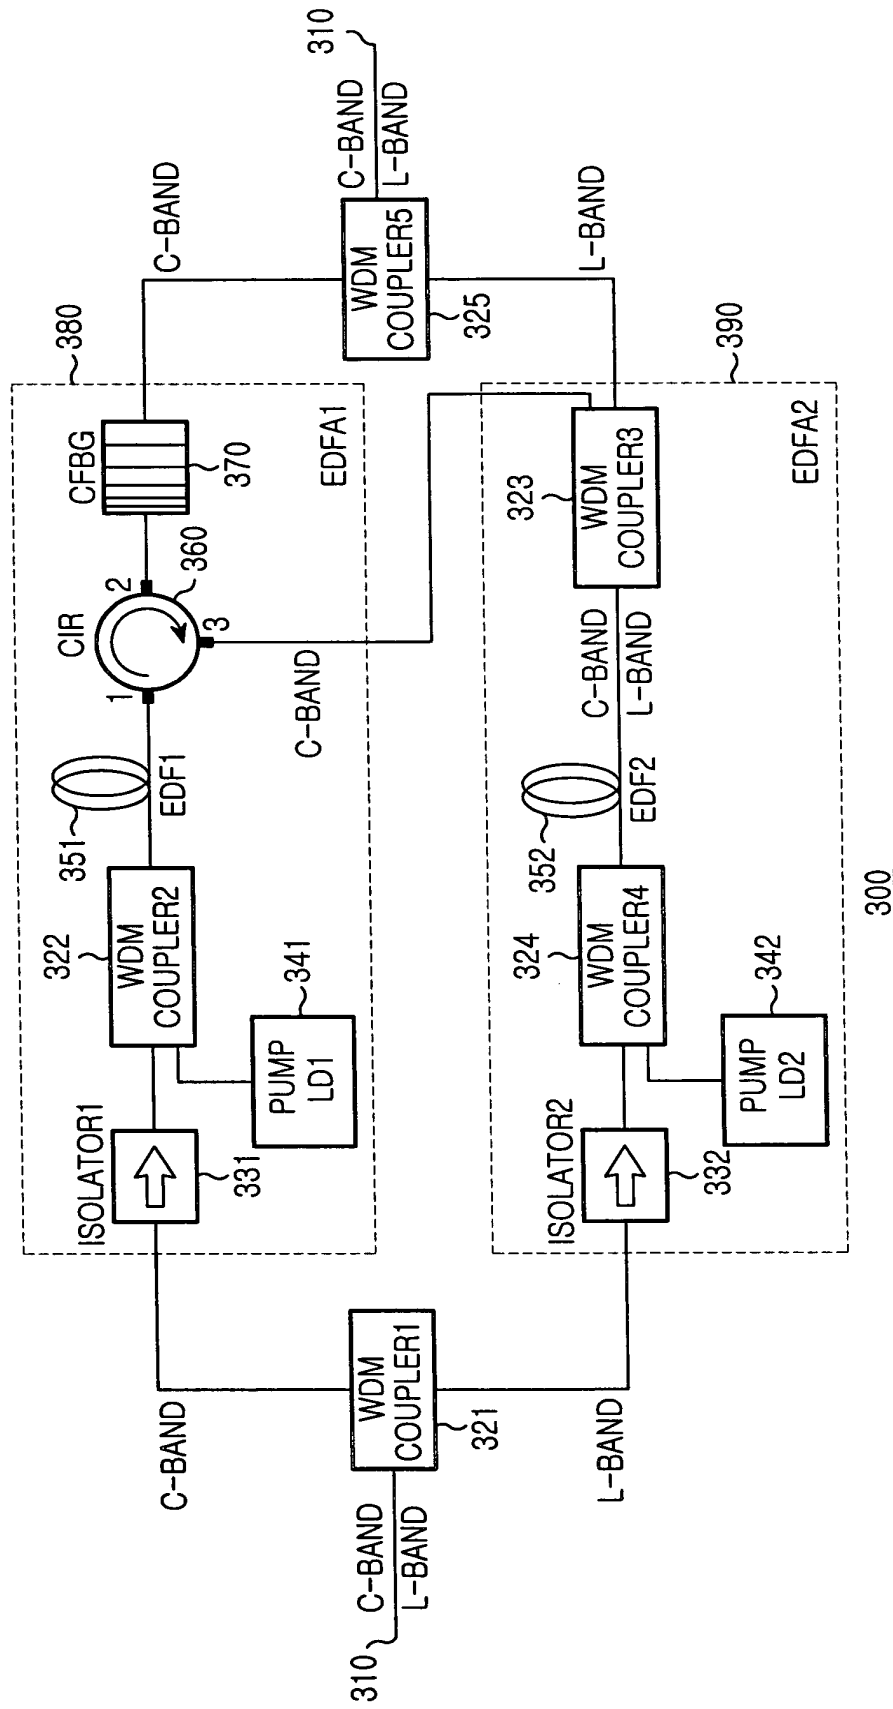 310
C-BAND
L-BAND
WDM
COUPLER1
321
C-BAND
L-BAND
380
ISOLATOR1
331
PUMP
LD1
341
322
WDM
COUPLER2
351
EDF1
CIR
1
2
3
360
CFBG
370
EDFA1
C-BAND
C-BAND
390
ISOLATOR2
332
PUMP
LD2
342
324
WDM
COUPLER4
352
EDF2
C-BAND
L-BAND
323
WDM
COUPLER3
EDFA2
L-BAND
WDM
COUPLER5
325
C-BAND
L-BAND
310
300